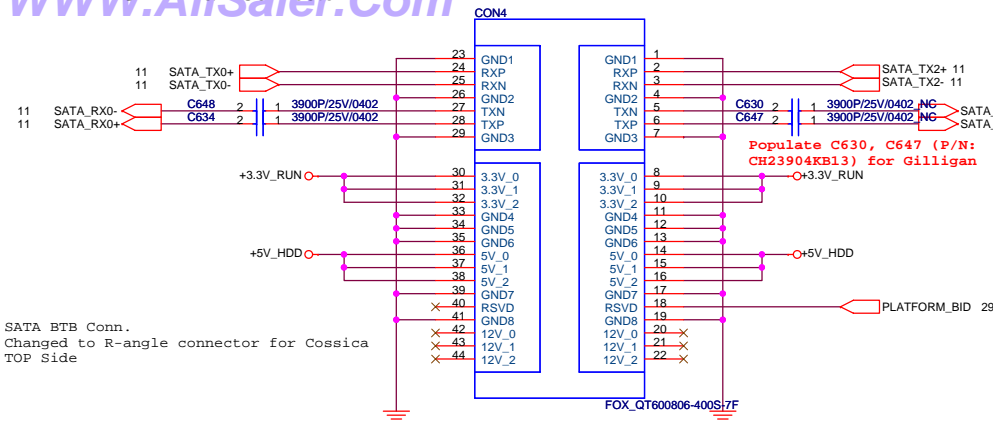 WWW.AllSaler.Com
CON4
23 GND1
24 RXP
25 RXN
26 GND2
27 TXN
28 TXP
29 GND3
30 3.3V_0
31 3.3V_1
32 3.3V_2
33 GND4
34 GND5
35 GND6
36 5V_0
37 5V_1
38 5V_2
39 GND7
40 RSVD
41 GND8
42 12V_0
43 12V_1
44 12V_2
GND1 1
RXP 2
RXN 3
GND2 4
TXN 5
TXP 6
GND3 7
3.3V_0 8
3.3V_1 9
3.3V_2 10
GND4 11
GND5 12
GND6 13
5V_0 14
5V_1 15
5V_2 16
GND7 17
RSVD 18
GND8 19
12V_0 20
12V_1 21
12V_2 22
11 SATA_TX0+
11 SATA_TX0-
11 SATA_RX0- C648 2 1 3900P/25V/0402
11 SATA_RX0+ C634 2 1 3900P/25V/0402
SATA_TX2+ 11
SATA_TX2- 11
C630 2 1 3900P/25V/0402_NC SATA_
C647 2 1 3900P/25V/0402_NC SATA_
Populate C630, C647 (P/N:
CH23904KB13) for Gilligan
+3.3V_RUN
+3.3V_RUN
+5V_HDD
+5V_HDD
PLATFORM_BID 29
SATA BTB Conn.
Changed to R-angle connector for Cossica
TOP Side
FOX_QT600806-400S-7F